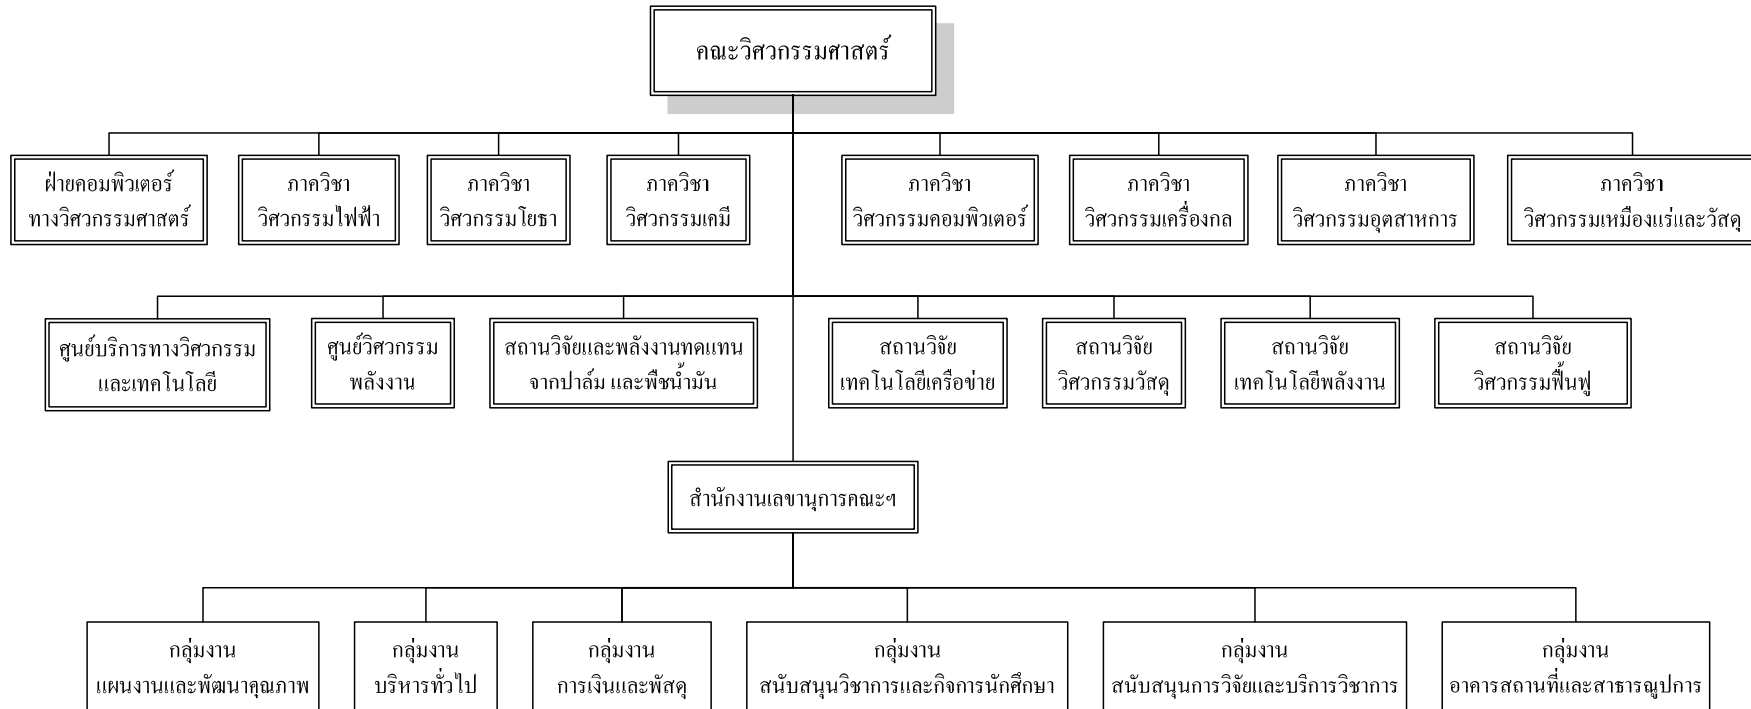 คณะวิศวกรรมศาสตร์
ฝ่ายคอมพิวเตอร์
ทางวิศวกรรมศาสตร์
ภาควิชา
วิศวกรรมไฟฟ้า
ภาควิชา
วิศวกรรมโยธา
ภาควิชา
วิศวกรรมเคมี
ภาควิชา
วิศวกรรมคอมพิวเตอร์
ภาควิชา
วิศวกรรมเครื่องกล
ภาควิชา
วิศวกรรมอุตสาหการ
ภาควิชา
วิศวกรรมเหมืองแร่และวัสดุ
ศูนย์บริการทางวิศวกรรม
และเทคโนโลยี
ศูนย์วิศวกรรม
พลังงาน
สถานวิจัยและพลังงานทดแทน
จากปาล์ม และพืชน้ำมัน
สถานวิจัย
เทคโนโลยีเครือข่าย
สถานวิจัย
วิศวกรรมวัสดุ
สถานวิจัย
เทคโนโลยีพลังงาน
สถานวิจัย
วิศวกรรมฟื้นฟู
สำนักงานเลขานุการคณะฯ
กลุ่มงาน
แผนงานและพัฒนาคุณภาพ
กลุ่มงาน
บริหารทั่วไป
กลุ่มงาน
การเงินและพัสดุ
กลุ่มงาน
สนับสนุนวิชาการและกิจการนักศึกษา
กลุ่มงาน
สนับสนุนการวิจัยและบริการวิชาการ
กลุ่มงาน
อาคารสถานที่และสาธารณูปการ